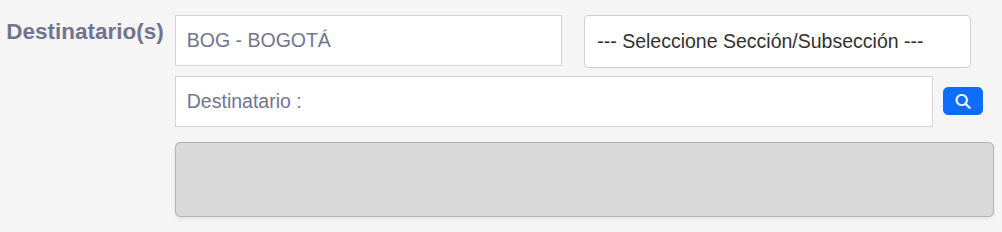 Destinatario(s)
BOG - BOGOTÁ
--- Seleccione Sección/Subsección ---
Destinatario :